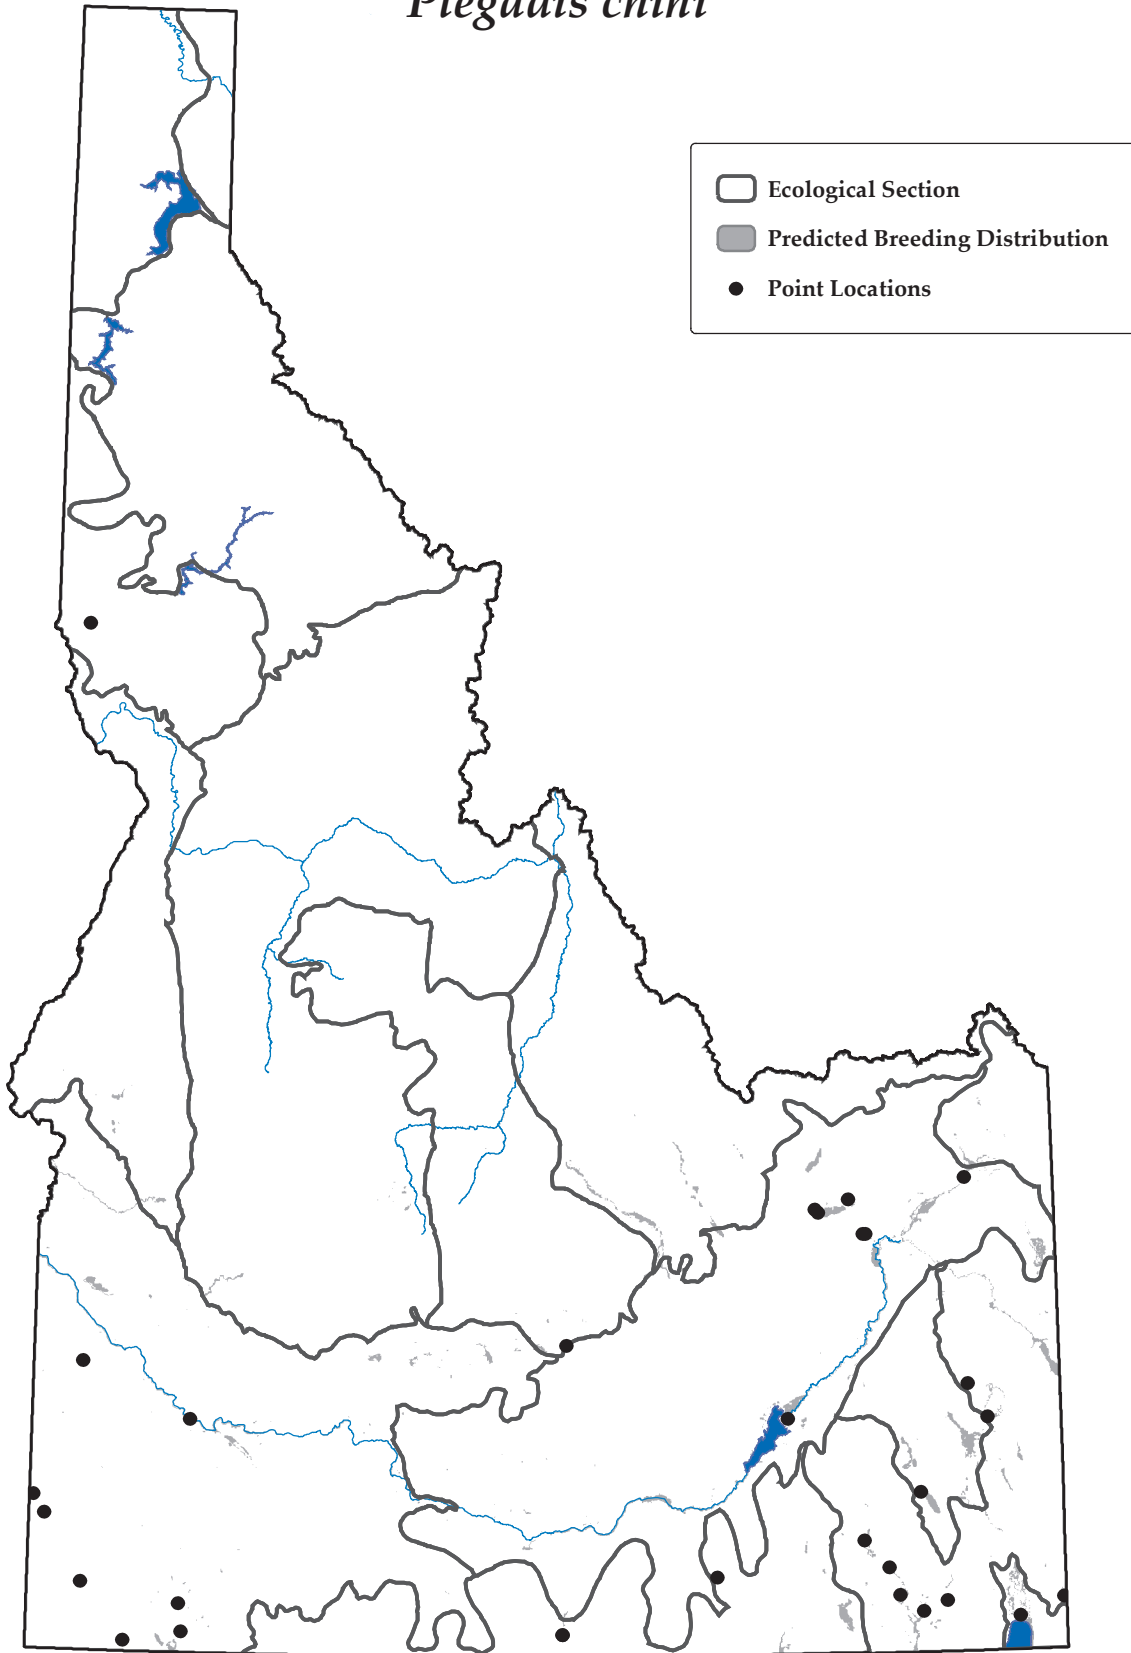 Plegadis chihi
Ecological Section
Predicted Breeding Distribution
Point Locations